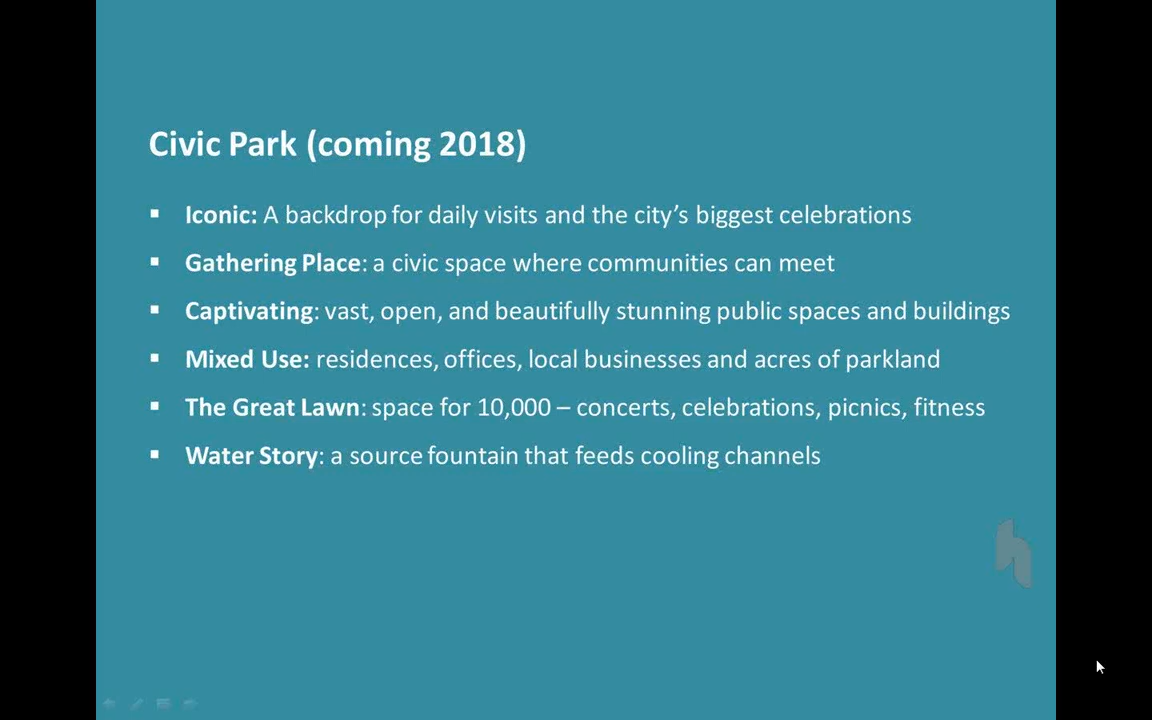 Civic Park (coming 2018)
▪ Iconic: A backdrop for daily visits and the city’s biggest celebrations
▪ Gathering Place: a civic space where communities can meet
▪ Captivating: vast, open, and beautifully stunning public spaces and buildings
▪ Mixed Use: residences, offices, local businesses and acres of parkland
▪ The Great Lawn: space for 10,000 – concerts, celebrations, picnics, fitness
▪ Water Story: a source fountain that feeds cooling channels